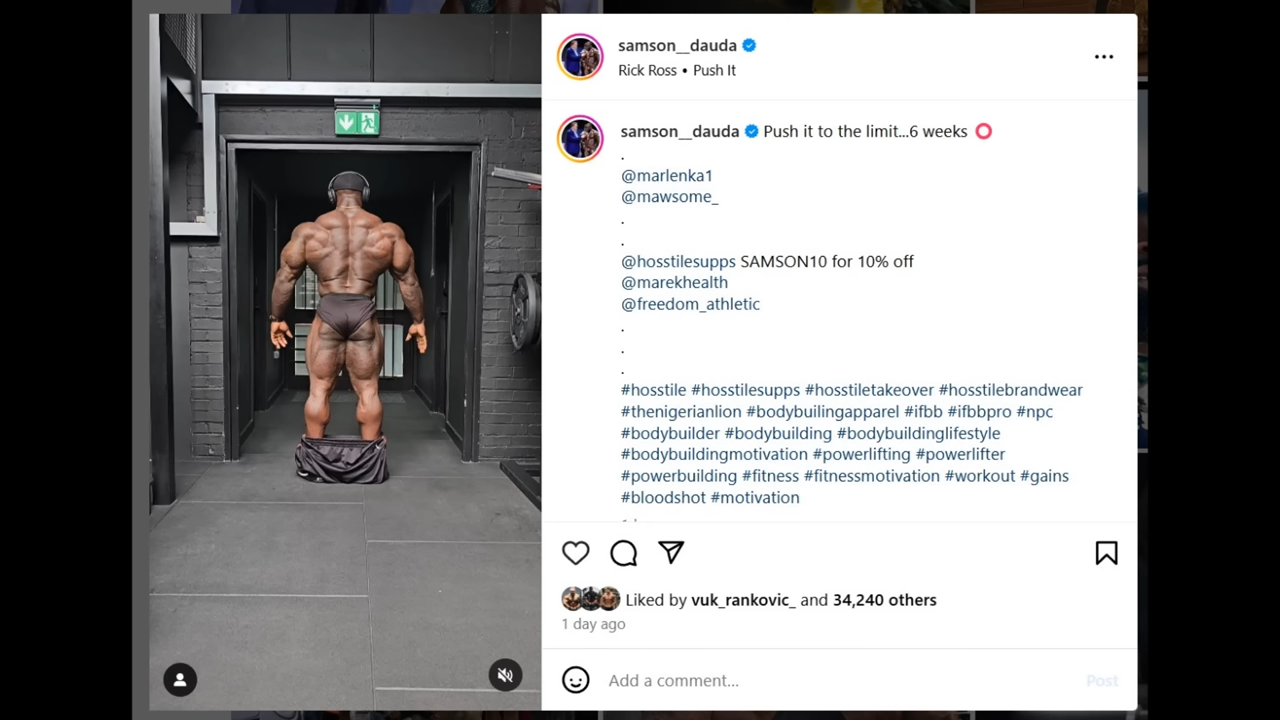 samson__dauda
Rick Ross • Push It
samson__dauda Push it to the limit...6 weeks ⭕
.
@marlenka1
@mawsome_
.
.
@hosstilesupps SAMSON10 for 10% off
@marekhealth
@freedom_athletic
.
.
.
#hosstile #hosstilesupps #hosstiletakeover #hosstilebrandwear
#thenigerianlion #bodybuilingapparel #ifbb #ifbbpro #npc
#bodybuilder #bodybuilding #bodybuildinglifestyle
#bodybuildingmotivation #powerlifting #powerlifter
#powerbuilding #fitness #fitnessmotivation #workout #gains
#bloodshot #motivation
Liked by vuk_rankovic_ and 34,240 others
1 day ago
Add a comment...
Post